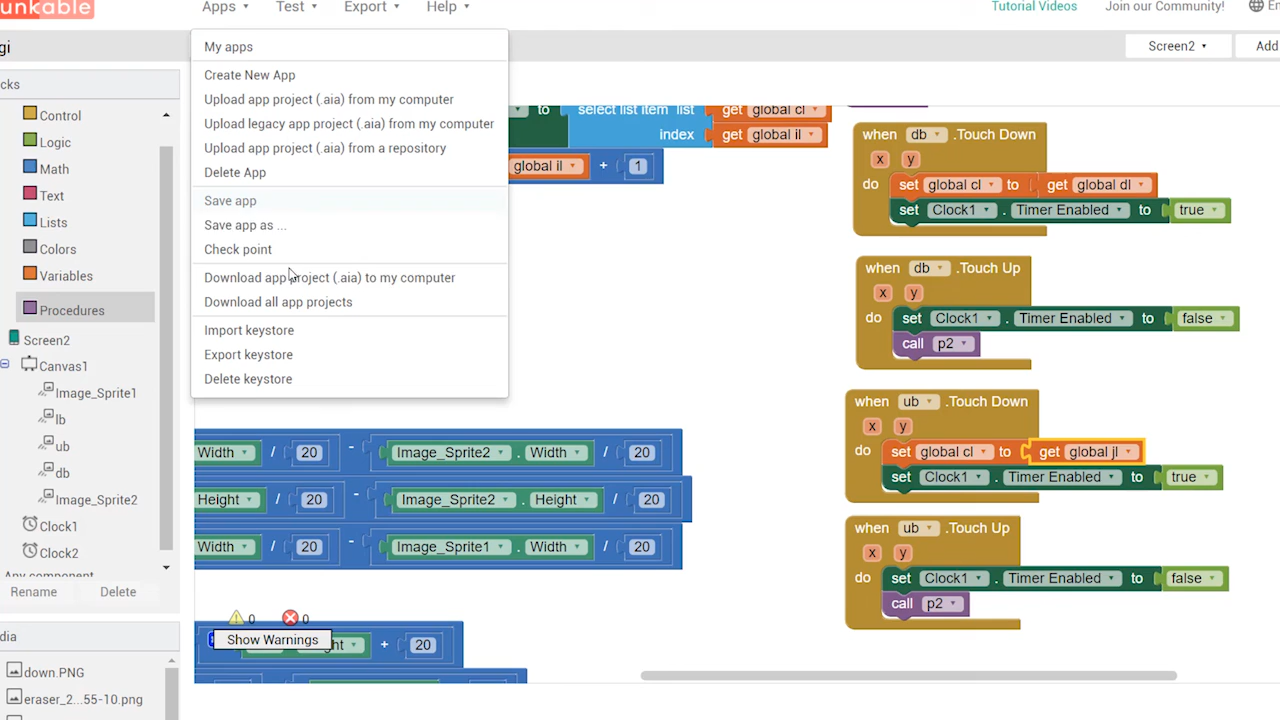 unkable
Apps ▾ Test ▾ Export ▾ Help ▾
Tutorial Videos Join our Community! En
gi
Screen2 ▾ Add
cks
Control
Logic
Math
Text
Lists
Colors
Variables
Procedures
Screen2
Canvas1
Image_Sprite1
lb
ub
db
Image_Sprite2
Clock1
Clock2
Any component
Rename Delete
dia
down.PNG
eraser_2...55-10.png
My apps
Create New App
Upload app project (.aia) from my computer
Upload legacy app project (.aia) from my computer
Upload app project (.aia) from a repository
Delete App
Save app
Save app as ...
Check point
Download app project (.aia) to my computer
Download all app projects
Import keystore
Export keystore
Delete keystore
to select list item list get global cl
index get global il
global il + 1
Width / 20 - Image_Sprite2 . Width / 20
Height / 20 - Image_Sprite2 . Height / 20
Width / 20 - Image_Sprite1 . Width / 20
0 0
Show Warnings
ht + 20
when db .Touch Down
x y
do set global cl to get global dl
set Clock1 . Timer Enabled to true
when db .Touch Up
x y
do set Clock1 . Timer Enabled to false
call p2
when ub .Touch Down
x y
do set global cl to get global jl
set Clock1 . Timer Enabled to true
when ub .Touch Up
x y
do set Clock1 . Timer Enabled to false
call p2